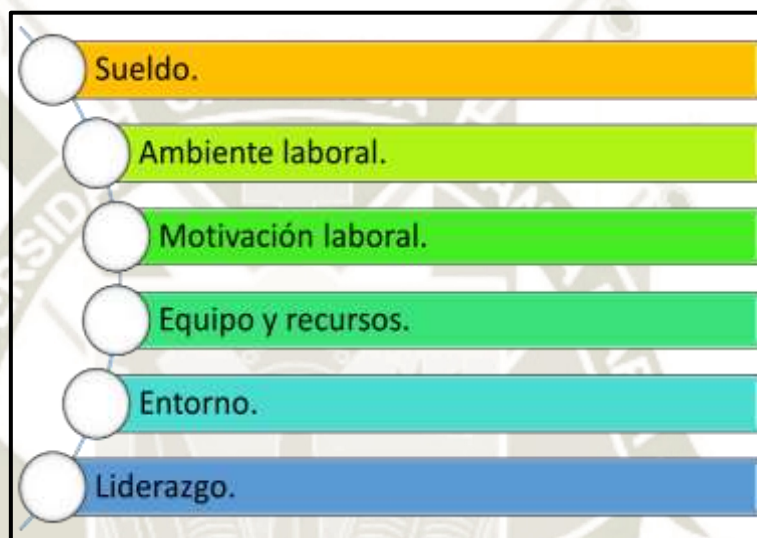 Sueldo.
Ambiente laboral.
Motivación laboral.
Equipo y recursos.
Entorno.
Liderazgo.